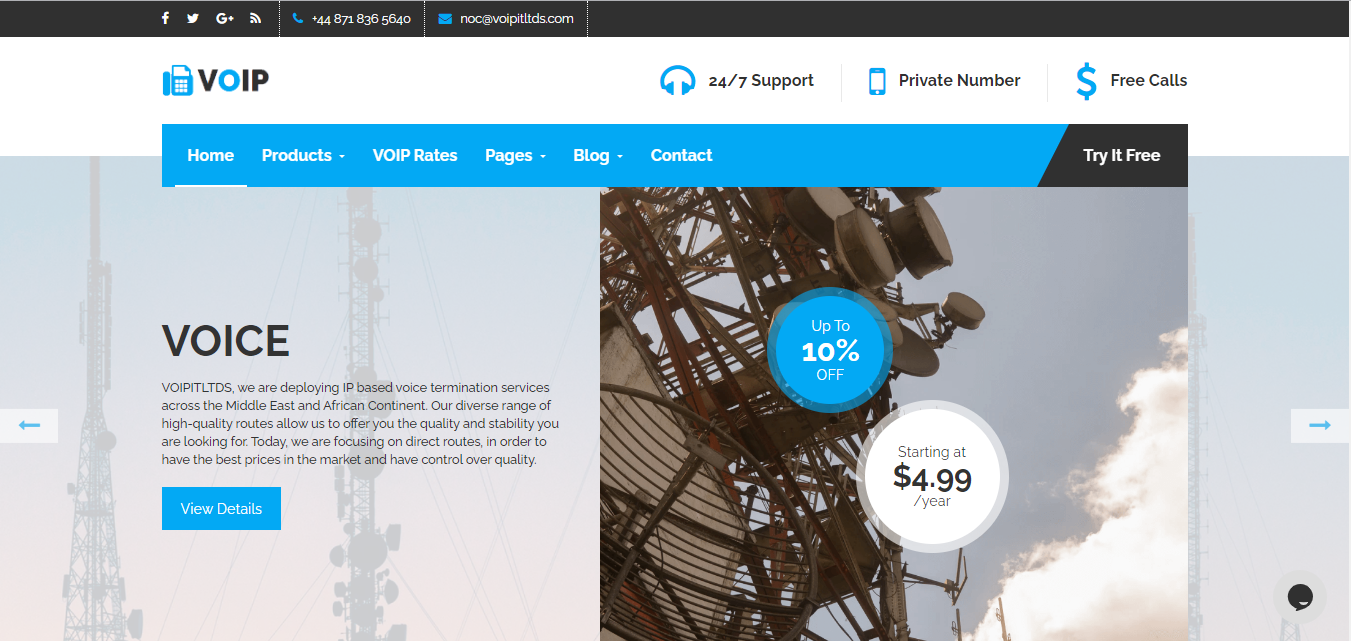 +44 871 836 5640
noc@voipitltds.com
VOIP
24/7 Support
Private Number
Free Calls
Home
Products
VOIP Rates
Pages
Blog
Contact
Try It Free
VOICE
VOIPITLTDS, we are deploying IP based voice termination services
across the Middle East and African Continent. Our diverse range of
high-quality routes allow us to offer you the quality and stability you
are looking for. Today, we are focusing on direct routes, in order to
have the best prices in the market and have control over quality.
View Details
Up To
10%
OFF
Starting at
$4.99
/year